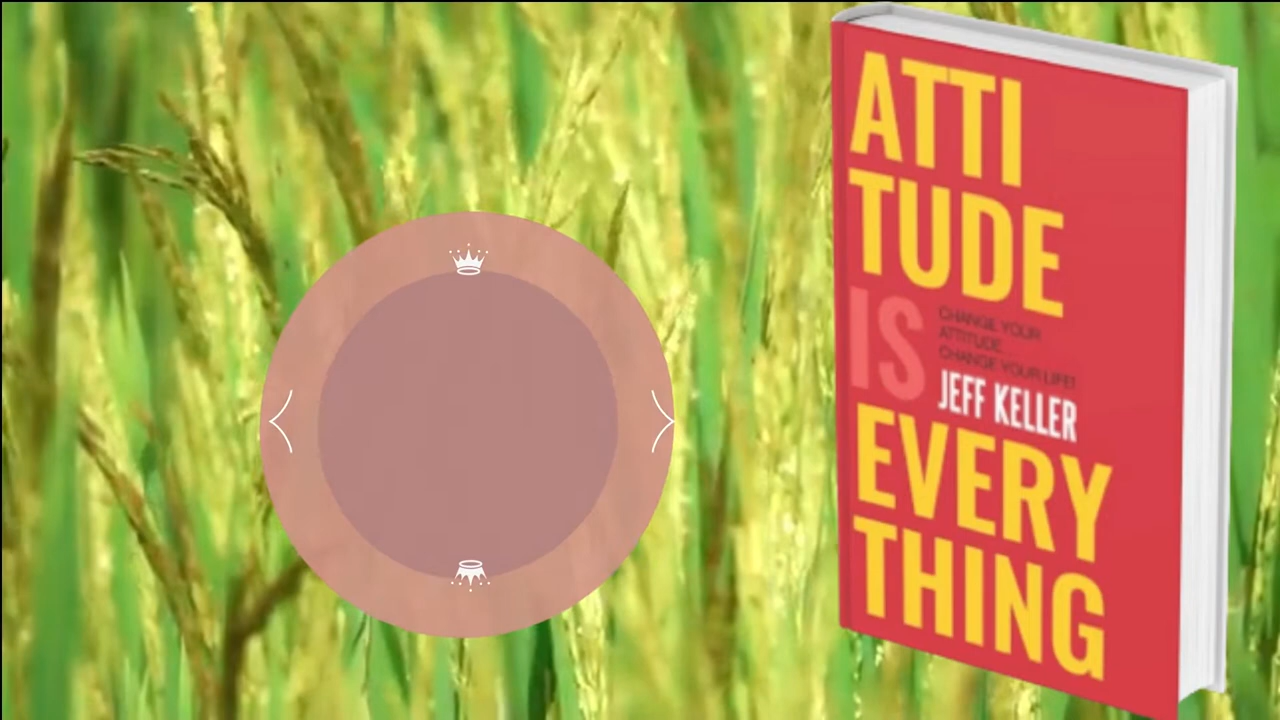 ATTI
TUDE
IS
CHANGE YOUR
ATTITUDE...
CHANGE YOUR LIFE!
JEFF KELLER
EVERY
THING